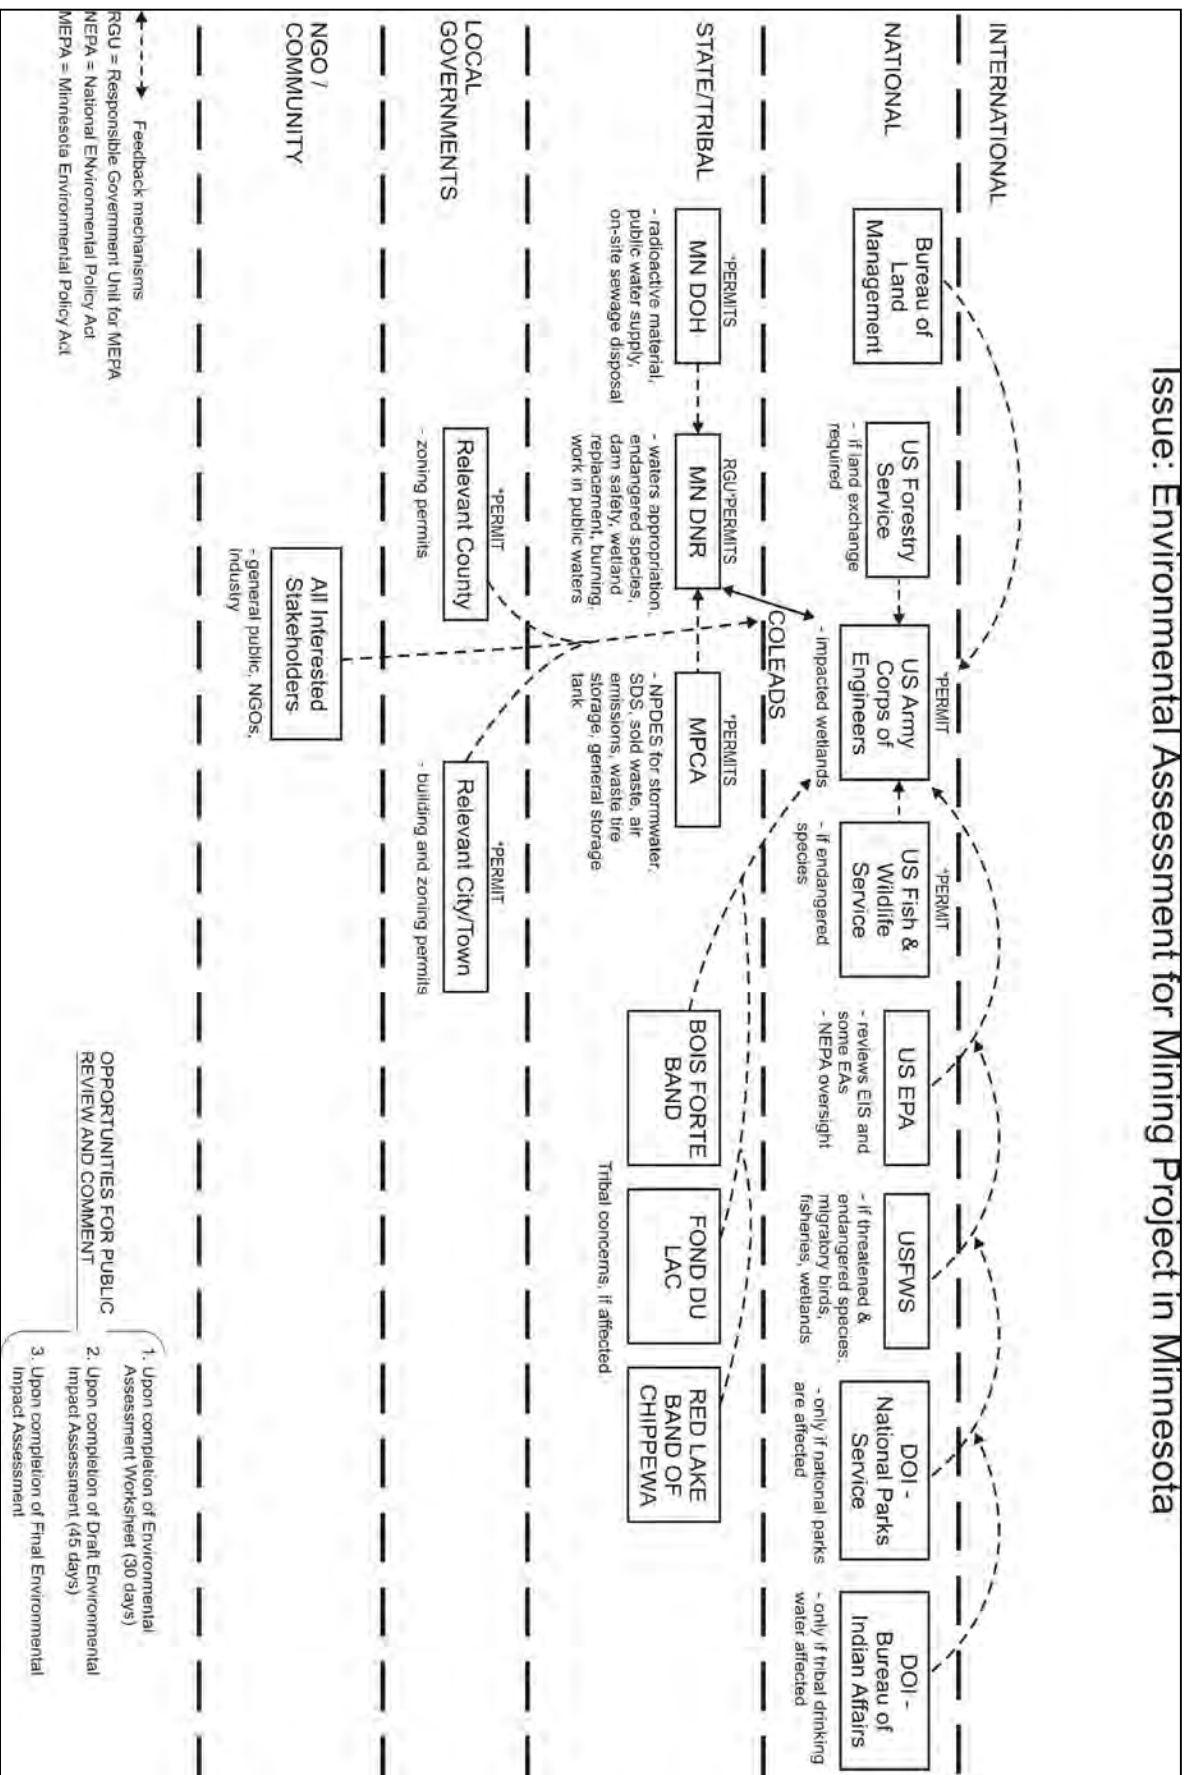 Issue: Environmental Assessment for Mining Project in Minnesota
INTERNATIONAL
NATIONAL
Bureau of
Land
Management
US Forestry
Service
- if land exchange
required
*PERMIT
US Army
Corps of
Engineers
- impacted wetlands
*PERMIT
US Fish &
Wildlife
Service
- if endangered
species
US EPA
- reviews EIS and
some EAs
- NEPA oversight
USFWS
- if threatened &
endangered species,
migratory birds,
fisheries, wetlands
DOI -
National Parks
Service
- only if national parks
are affected
DOI -
Bureau of
Indian Affairs
- only if tribal drinking
water affected
COLEADS
STATE/TRIBAL
*PERMITS
MN DOH
- radioactive material,
public water supply,
on-site sewage disposal
RGU*PERMITS
MN DNR
- waters appropriation,
endangered species,
dam safety, wetland
replacement, burning,
work in public waters
*PERMITS
MPCA
- NPDES for stormwater,
SDS, sold waste, air
emissions, waste tire
storage, general storage
tank
BOIS FORTE
BAND
FOND DU
LAC
RED LAKE
BAND OF
CHIPPEWA
Tribal concerns, if affected
LOCAL
GOVERNMENTS
*PERMIT
Relevant County
- zoning permits
*PERMIT
Relevant City/Town
- building and zoning permits
NGO /
COMMUNITY
All Interested
Stakeholders
- general public, NGOs,
industry
Feedback mechanisms
RGU = Responsible Government Unit for MEPA
NEPA = National ENvironmental Policy Act
MEPA = Minnesota Environmental Policy Act
OPPORTUNITIES FOR PUBLIC
REVIEW AND COMMENT
1. Upon completion of Environmental
Assessment Worksheet (30 days)
2. Upon completion of Draft Environmental
Impact Assessment (45 days)
3. Upon completion of Final Environmental
Impact Assessment